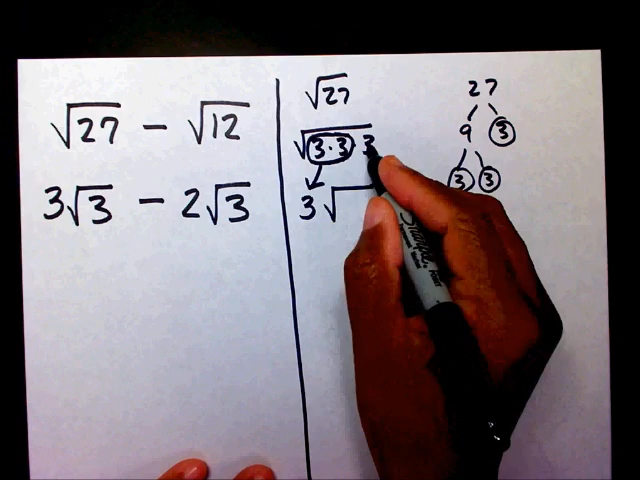 √27 − √12
3√3 − 2√3
√27
√3·3·3
3√
27
9 3
3 3
Sharpie